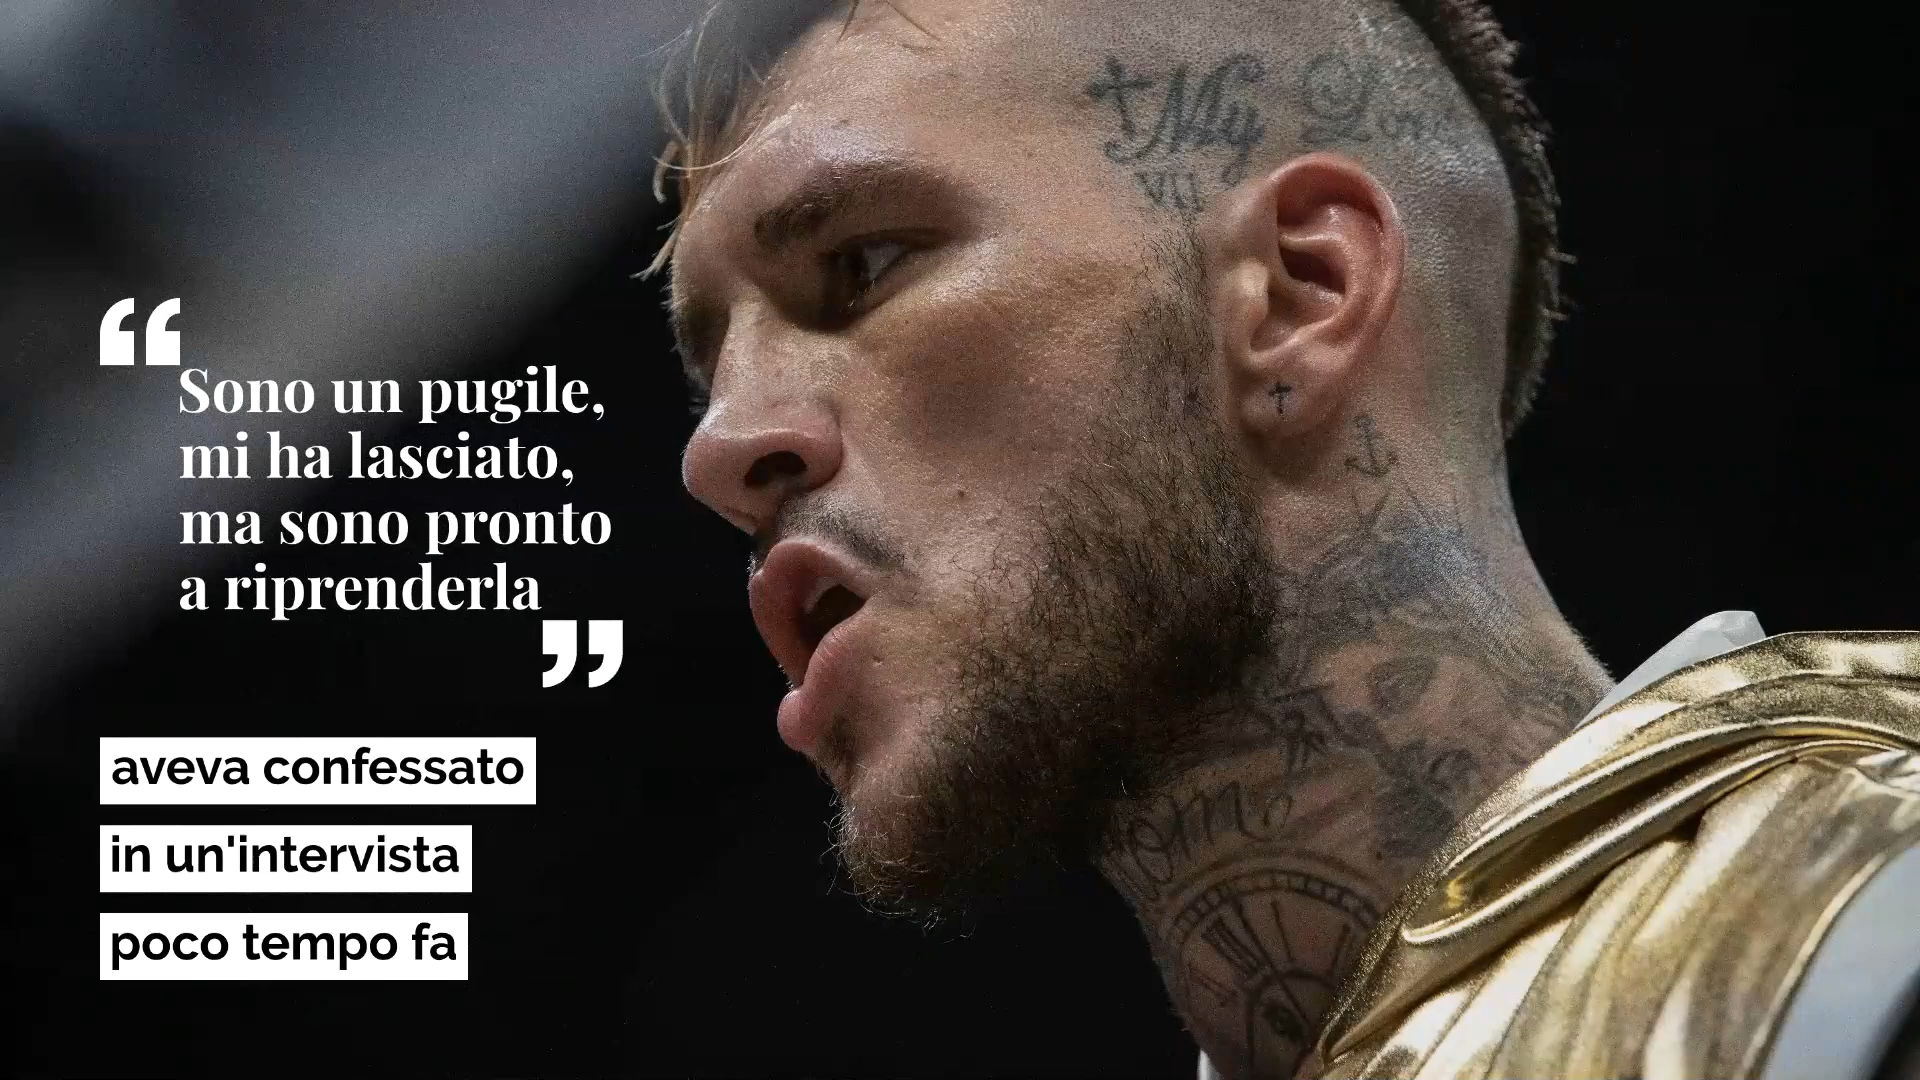 “Sono un pugile,
mi ha lasciato,
ma sono pronto
a riprenderla”
aveva confessato
in un'intervista
poco tempo fa